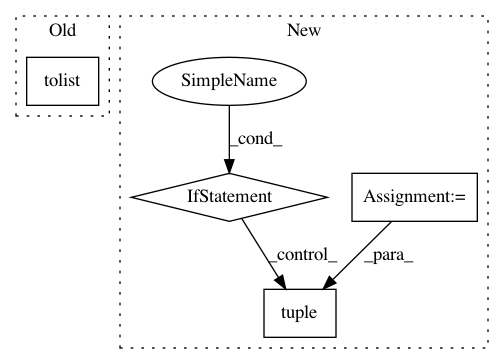 Old
New
tolist
SimpleName
_cond_
IfStatement
Assignment:=
_control_
_para_
tuple